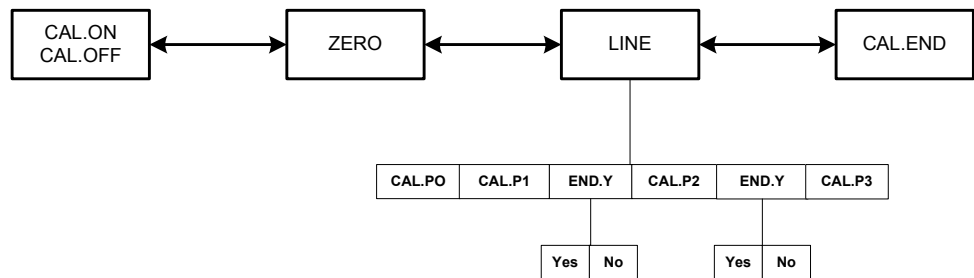 CAL.ON
CAL.OFF
ZERO
LINE
CAL.END
CAL.PO
CAL.P1
END.Y
CAL.P2
END.Y
CAL.P3
Yes
No
Yes
No